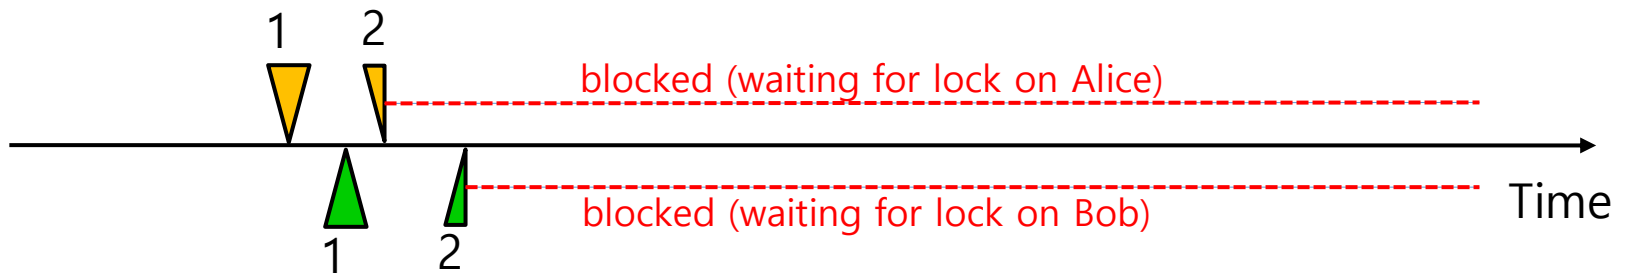 1 2
blocked (waiting for lock on Alice)
blocked (waiting for lock on Bob)
Time
1 2